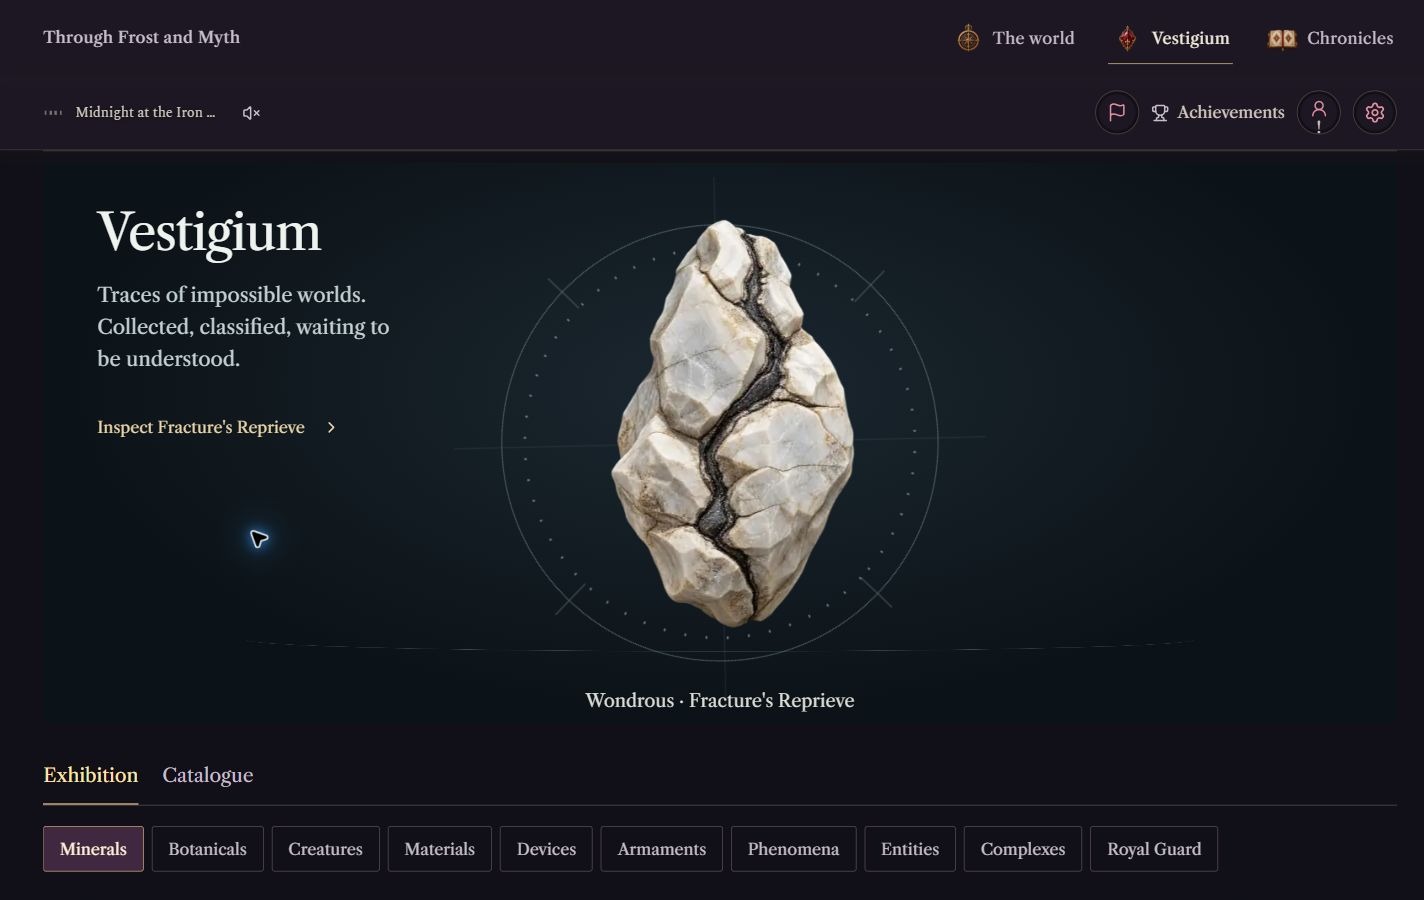 Through Frost and Myth
The world
Vestigium
Chronicles
Midnight at the Iron ...
Achievements
!
Vestigium
Traces of impossible worlds.
Collected, classified, waiting to
be understood.
Inspect Fracture's Reprieve
Wondrous · Fracture's Reprieve
Exhibition
Catalogue
Minerals
Botanicals
Creatures
Materials
Devices
Armaments
Phenomena
Entities
Complexes
Royal Guard